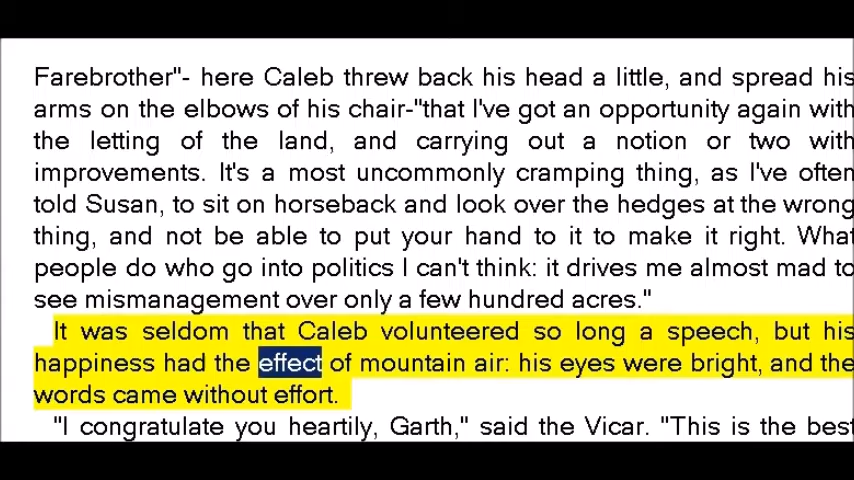 Farebrother"- here Caleb threw back his head a little, and spread his
arms on the elbows of his chair-"that I've got an opportunity again with
the letting of the land, and carrying out a notion or two with
improvements. It's a most uncommonly cramping thing, as I've often
told Susan, to sit on horseback and look over the hedges at the wrong
thing, and not be able to put your hand to it to make it right. What
people do who go into politics I can't think: it drives me almost mad to
see mismanagement over only a few hundred acres."
It was seldom that Caleb volunteered so long a speech, but his
happiness had the effect of mountain air: his eyes were bright, and the
words came without effort.
"I congratulate you heartily, Garth," said the Vicar. "This is the best